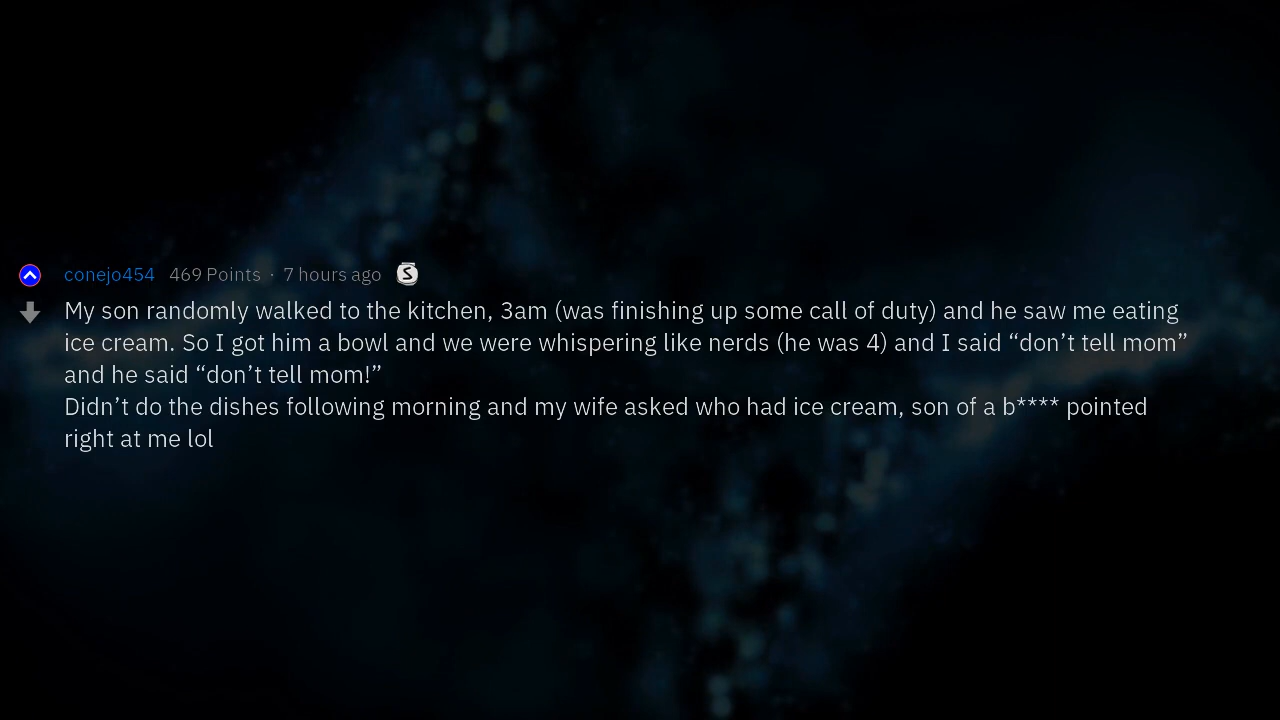 conejo454 469 Points · 7 hours ago S
My son randomly walked to the kitchen, 3am (was finishing up some call of duty) and he saw me eating
ice cream. So I got him a bowl and we were whispering like nerds (he was 4) and I said “don’t tell mom”
and he said “don’t tell mom!”
Didn’t do the dishes following morning and my wife asked who had ice cream, son of a b**** pointed
right at me lol